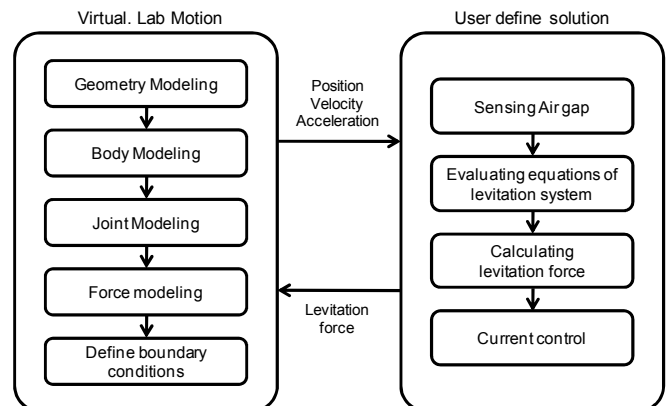 Virtual. Lab Motion
User define solution
Geometry Modeling
Body Modeling
Joint Modeling
Force modeling
Define boundary
conditions
Position
Velocity
Acceleration
Levitation
force
Sensing Air gap
Evaluating equations of
levitation system
Calculating
levitation force
Current control